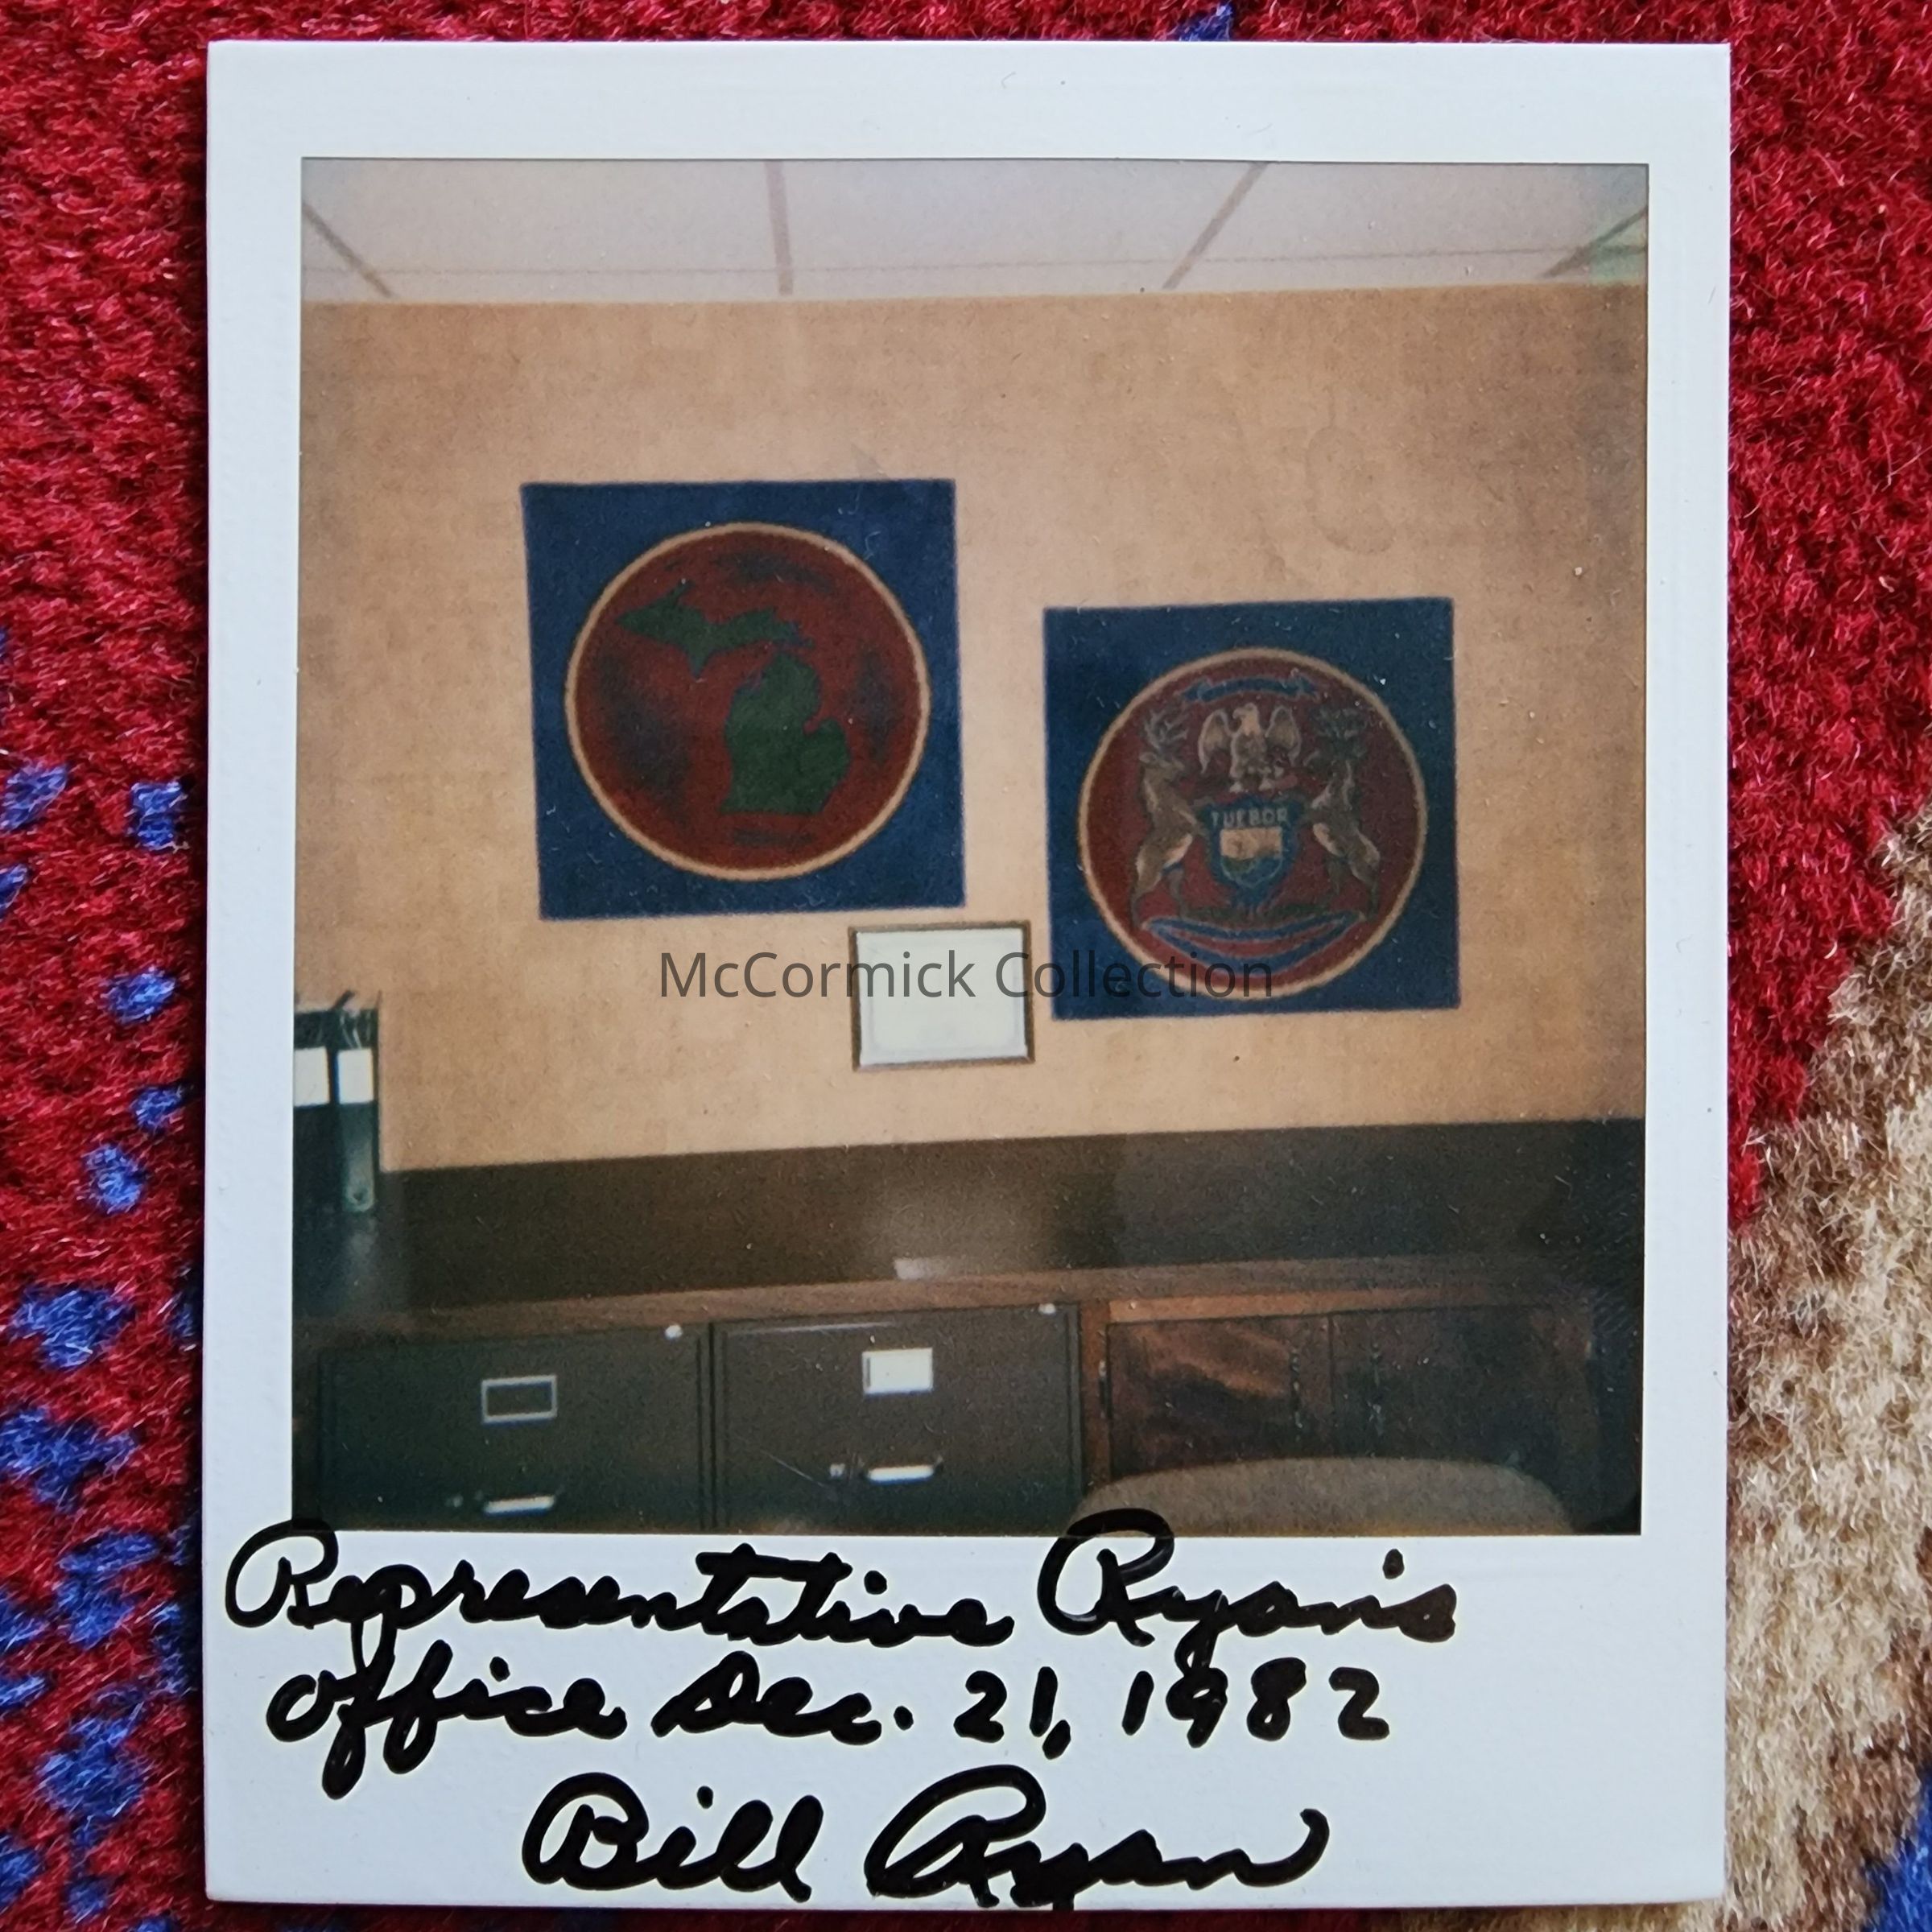 TUEBOR
McCormick Collection
Representative Ryan's
office Dec. 21, 1982
Bill Ryan